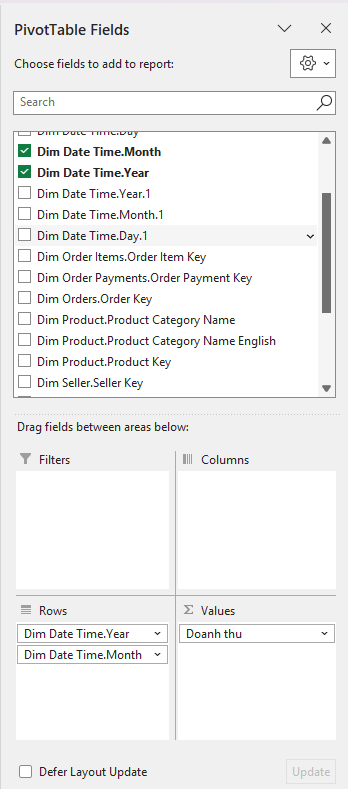 PivotTable Fields
Choose fields to add to report:
Search
Dim Date Time.Day
Dim Date Time.Month
Dim Date Time.Year
Dim Date Time.Year.1
Dim Date Time.Month.1
Dim Date Time.Day.1
Dim Order Items.Order Item Key
Dim Order Payments.Order Payment Key
Dim Orders.Order Key
Dim Product.Product Category Name
Dim Product.Product Category Name English
Dim Product.Product Key
Dim Seller.Seller Key
Drag fields between areas below:
Filters
Columns
Rows
Dim Date Time.Year
Dim Date Time.Month
Values
Doanh thu
Defer Layout Update
Update